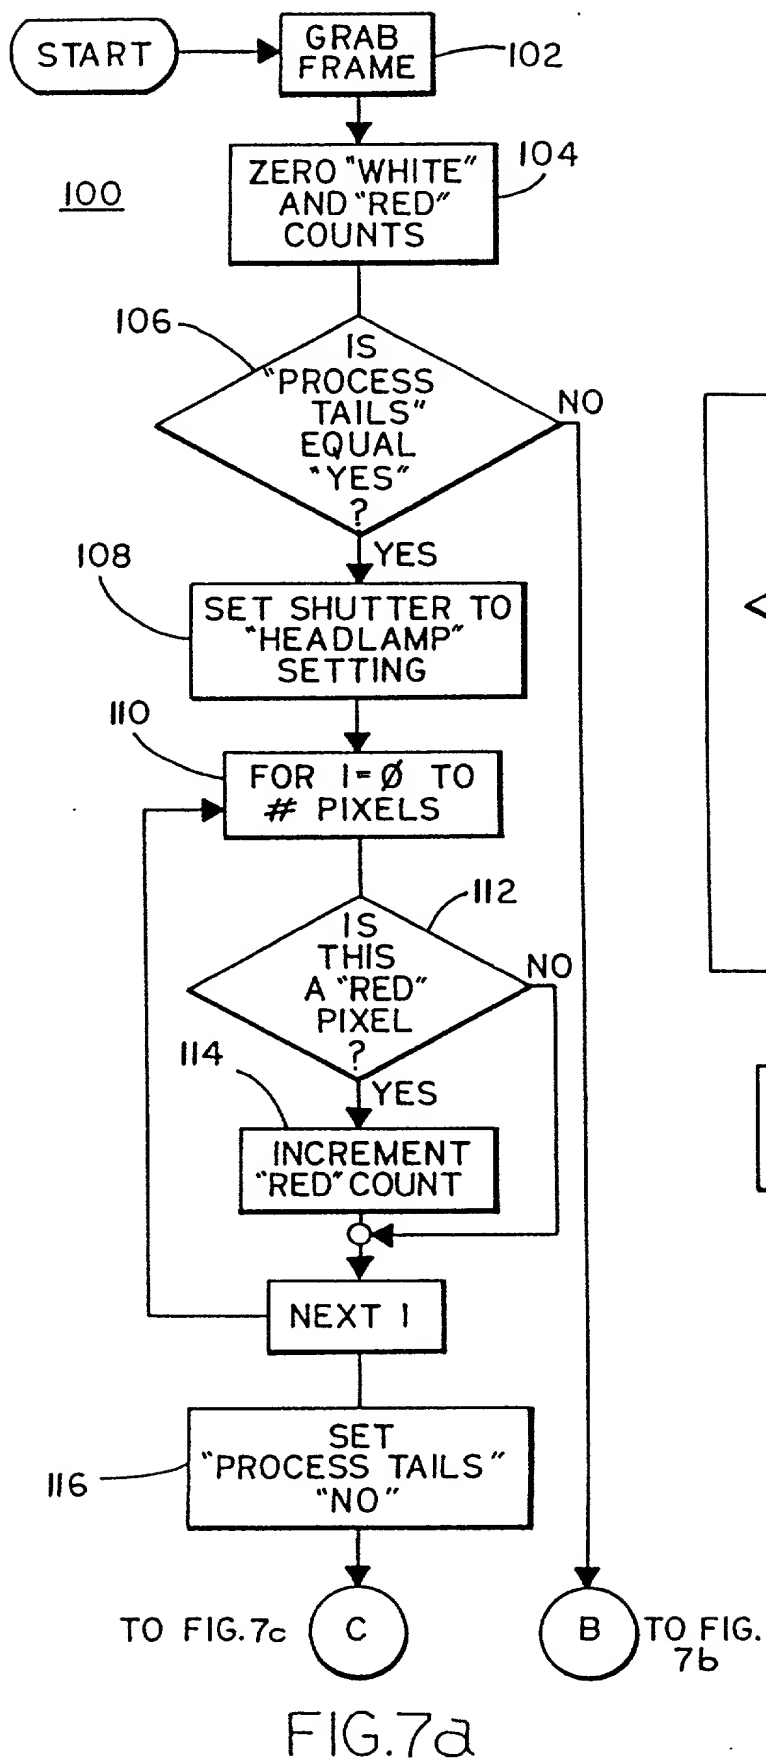 START
GRAB
FRAME
102
ZERO "WHITE"
AND "RED"
COUNTS
104
100
106
IS
"PROCESS
TAILS"
EQUAL
"YES"
?
NO
YES
108
SET SHUTTER TO
"HEADLAMP"
SETTING
110
FOR I=Ø TO
# PIXELS
112
IS
THIS
A "RED"
PIXEL
?
NO
114
YES
INCREMENT
"RED" COUNT
NEXT I
SET
"PROCESS TAILS"
"NO"
116
TO FIG.7c
C
B
TO FIG.
7b
FIG.7a